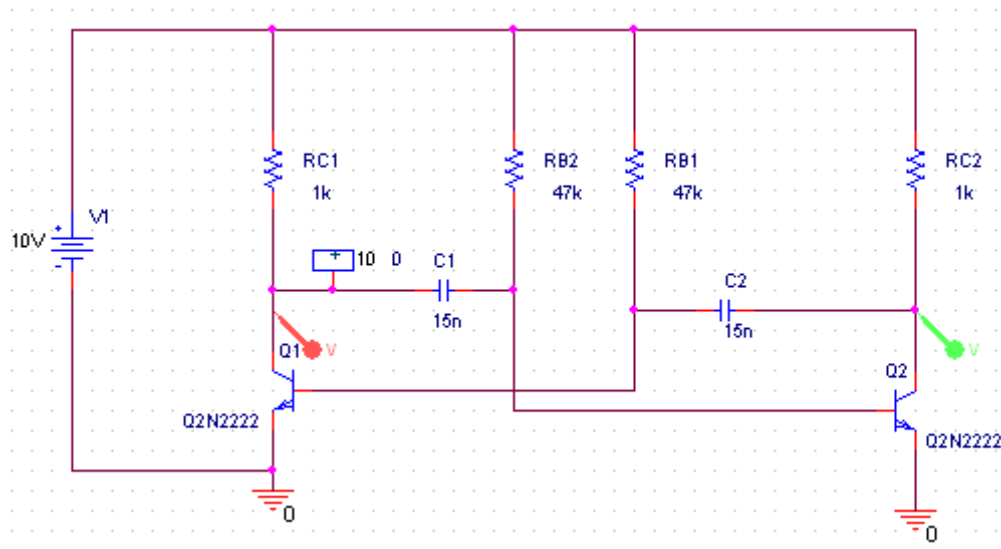 RC1
1k
RB2
47k
RB1
47k
RC2
1k
V1
+
10V
-
+
10 0
C1
15n
C2
15n
V
V
Q1
Q2N2222
Q2
Q2N2222
0
0